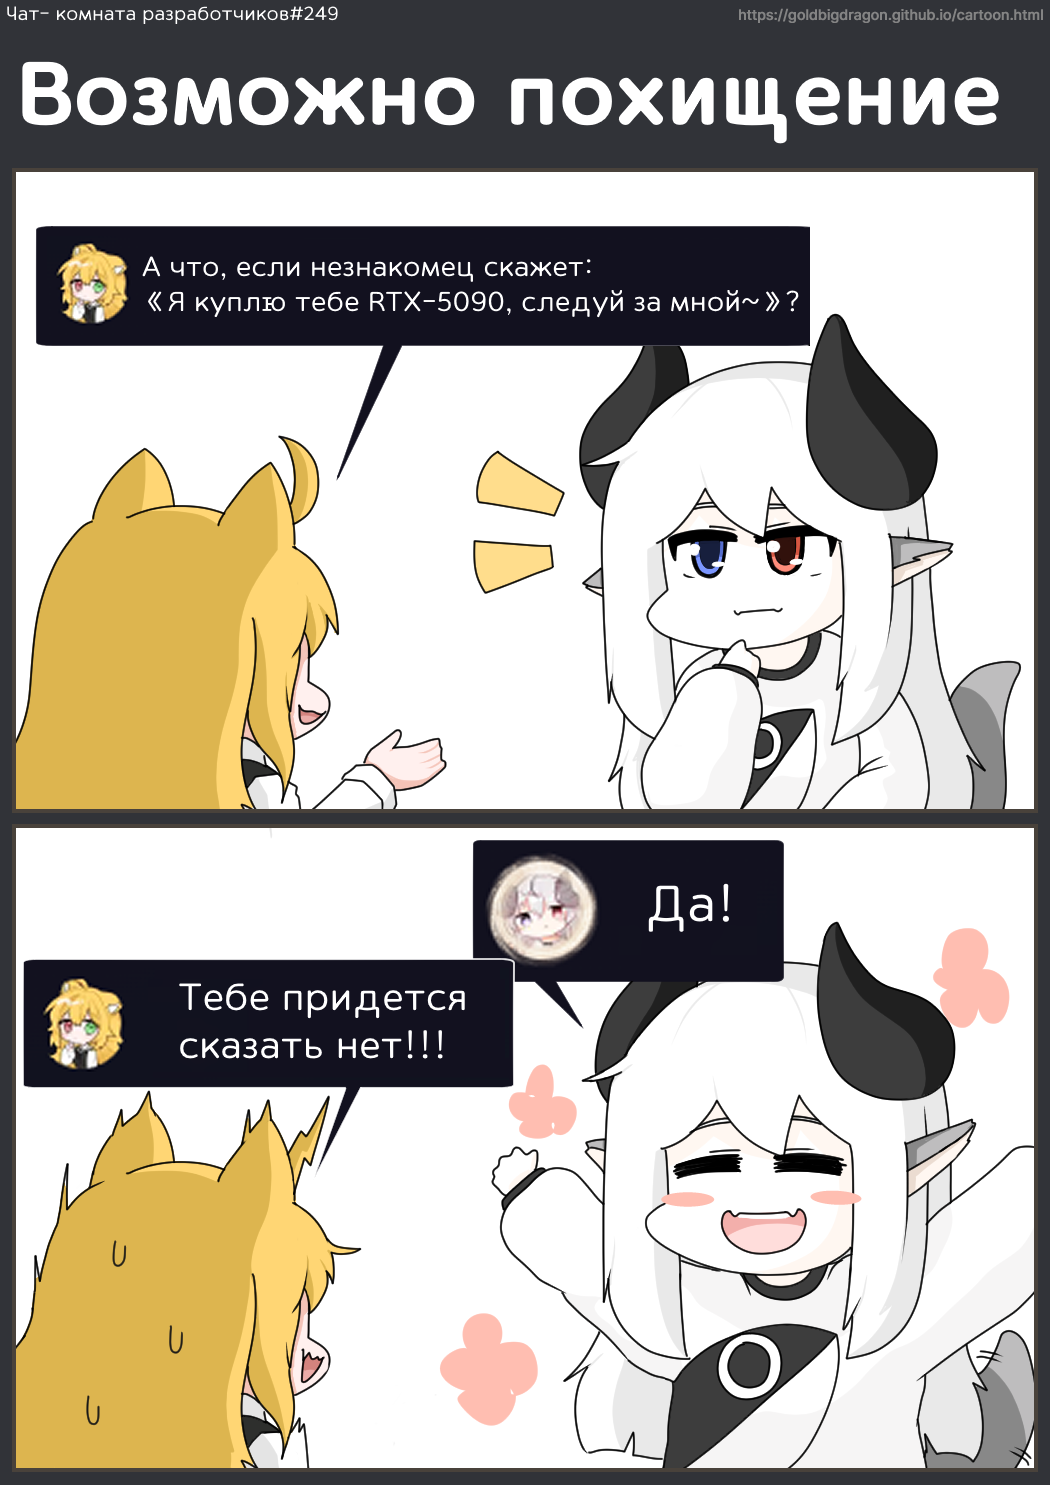 Чат- комната разработчиков#249
https://goldbigdragon.github.io/cartoon.html
Возможно похищение
А что, если незнакомец скажет:
《Я куплю тебе RTX-5090, следуй за мной~》?
Да!
Тебе придется
сказать нет!!!